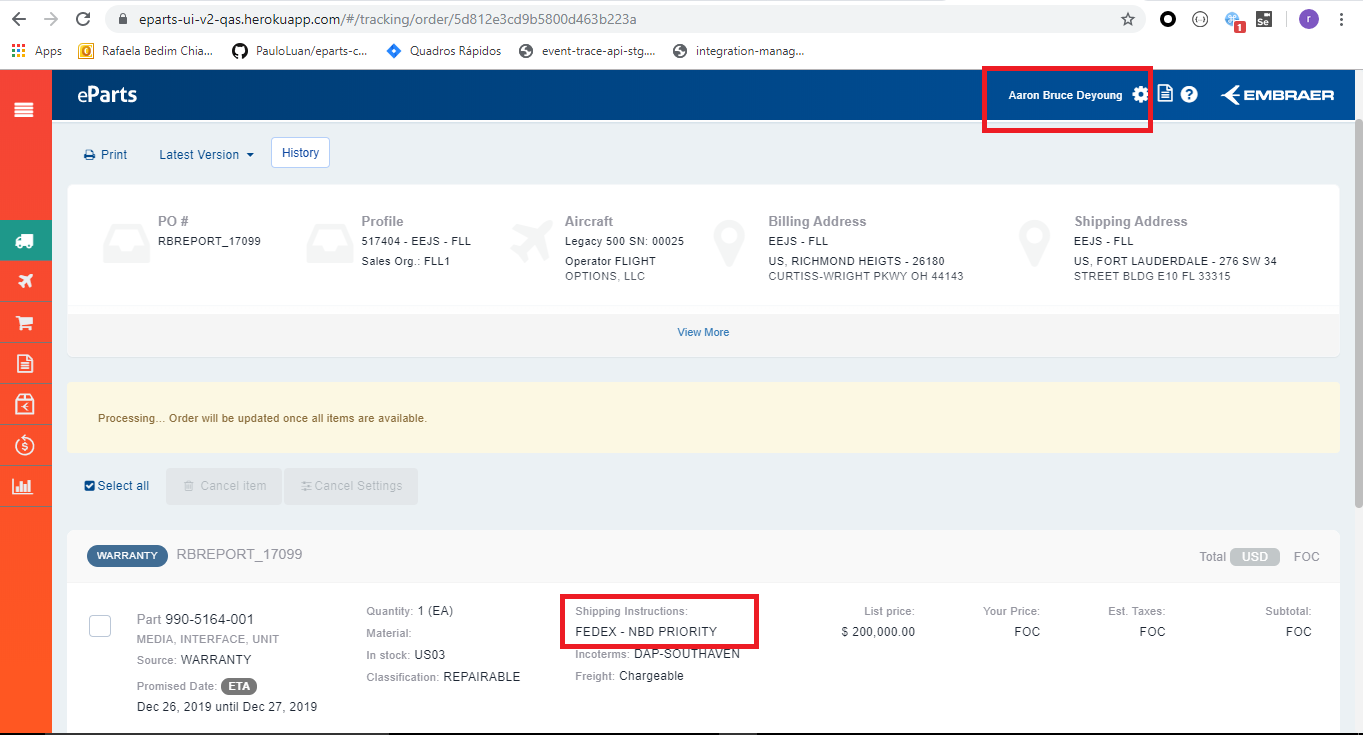 eparts-ui-v2-qas.herokuapp.com/#/tracking/order/5d812e3cd9b5800d463b223a
1
Se
r
Apps
Rafaela Bedim Chia...
PauloLuan/eparts-c...
Quadros Rápidos
event-trace-api-stg....
integration-manag...
eParts
Aaron Bruce Deyoung
EMBRAER
Print
Latest Version
History
PO #
RBREPORT_17099
Profile
517404 - EEJS - FLL
Sales Org.: FLL1
Aircraft
Legacy 500 SN: 00025
Operator FLIGHT
OPTIONS, LLC
Billing Address
EEJS - FLL
US, RICHMOND HEIGTS - 26180
CURTISS-WRIGHT PKWY OH 44143
Shipping Address
EEJS - FLL
US, FORT LAUDERDALE - 276 SW 34
STREET BLDG E10 FL 33315
View More
Processing... Order will be updated once all items are available.
Select all
Cancel item
Cancel Settings
WARRANTY RBREPORT_17099
Total USD FOC
Part 990-5164-001
MEDIA, INTERFACE, UNIT
Source: WARRANTY
Promised Date: ETA
Dec 26, 2019 until Dec 27, 2019
Quantity: 1 (EA)
Material:
In stock: US03
Classification: REPAIRABLE
Shipping Instructions:
FEDEX - NBD PRIORITY
Incoterms: DAP-SOUTHAVEN
Freight: Chargeable
List price:
$ 200,000.00
Your Price:
FOC
Est. Taxes:
FOC
Subtotal:
FOC